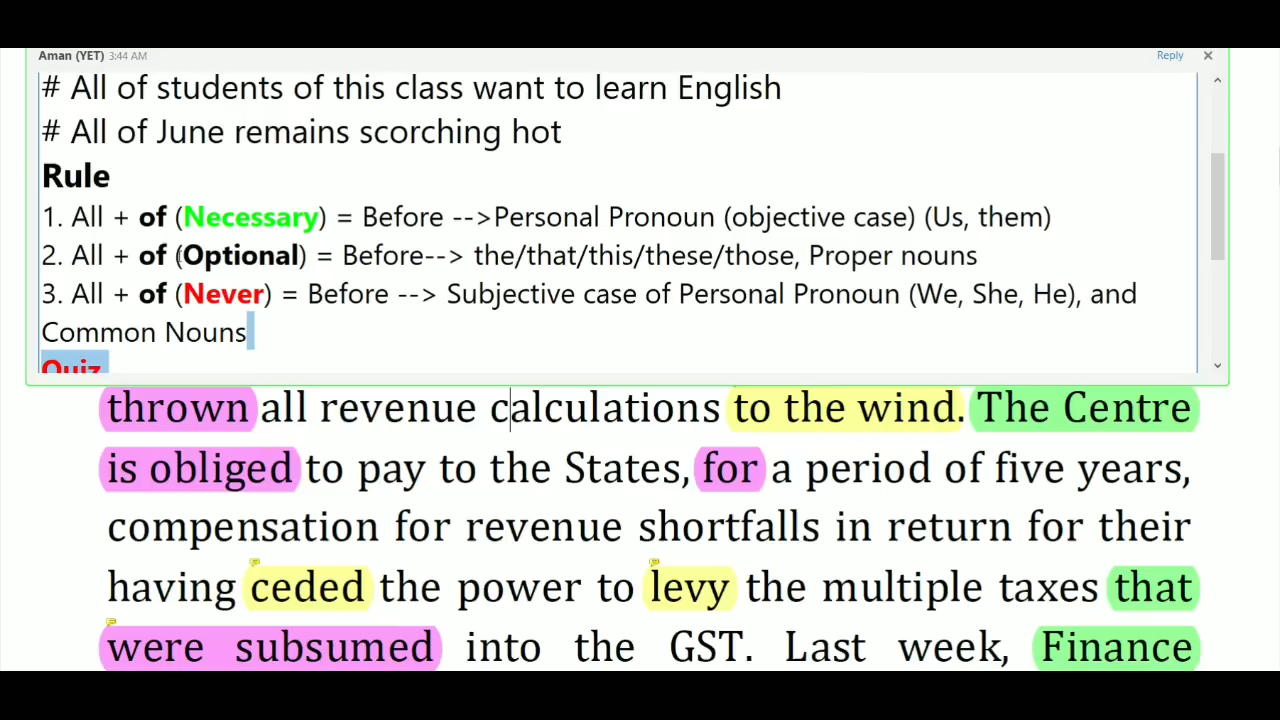 Aman (YET) 3:44 AM Reply
# All of students of this class want to learn English
# All of June remains scorching hot
Rule
1. All + of (Necessary) = Before -->Personal Pronoun (objective case) (Us, them)
2. All + of (Optional) = Before--> the/that/this/these/those, Proper nouns
3. All + of (Never) = Before --> Subjective case of Personal Pronoun (We, She, He), and
Common Nouns
Quiz
thrown all revenue calculations to the wind. The Centre
is obliged to pay to the States, for a period of five years,
compensation for revenue shortfalls in return for their
having ceded the power to levy the multiple taxes that
were subsumed into the GST. Last week, Finance